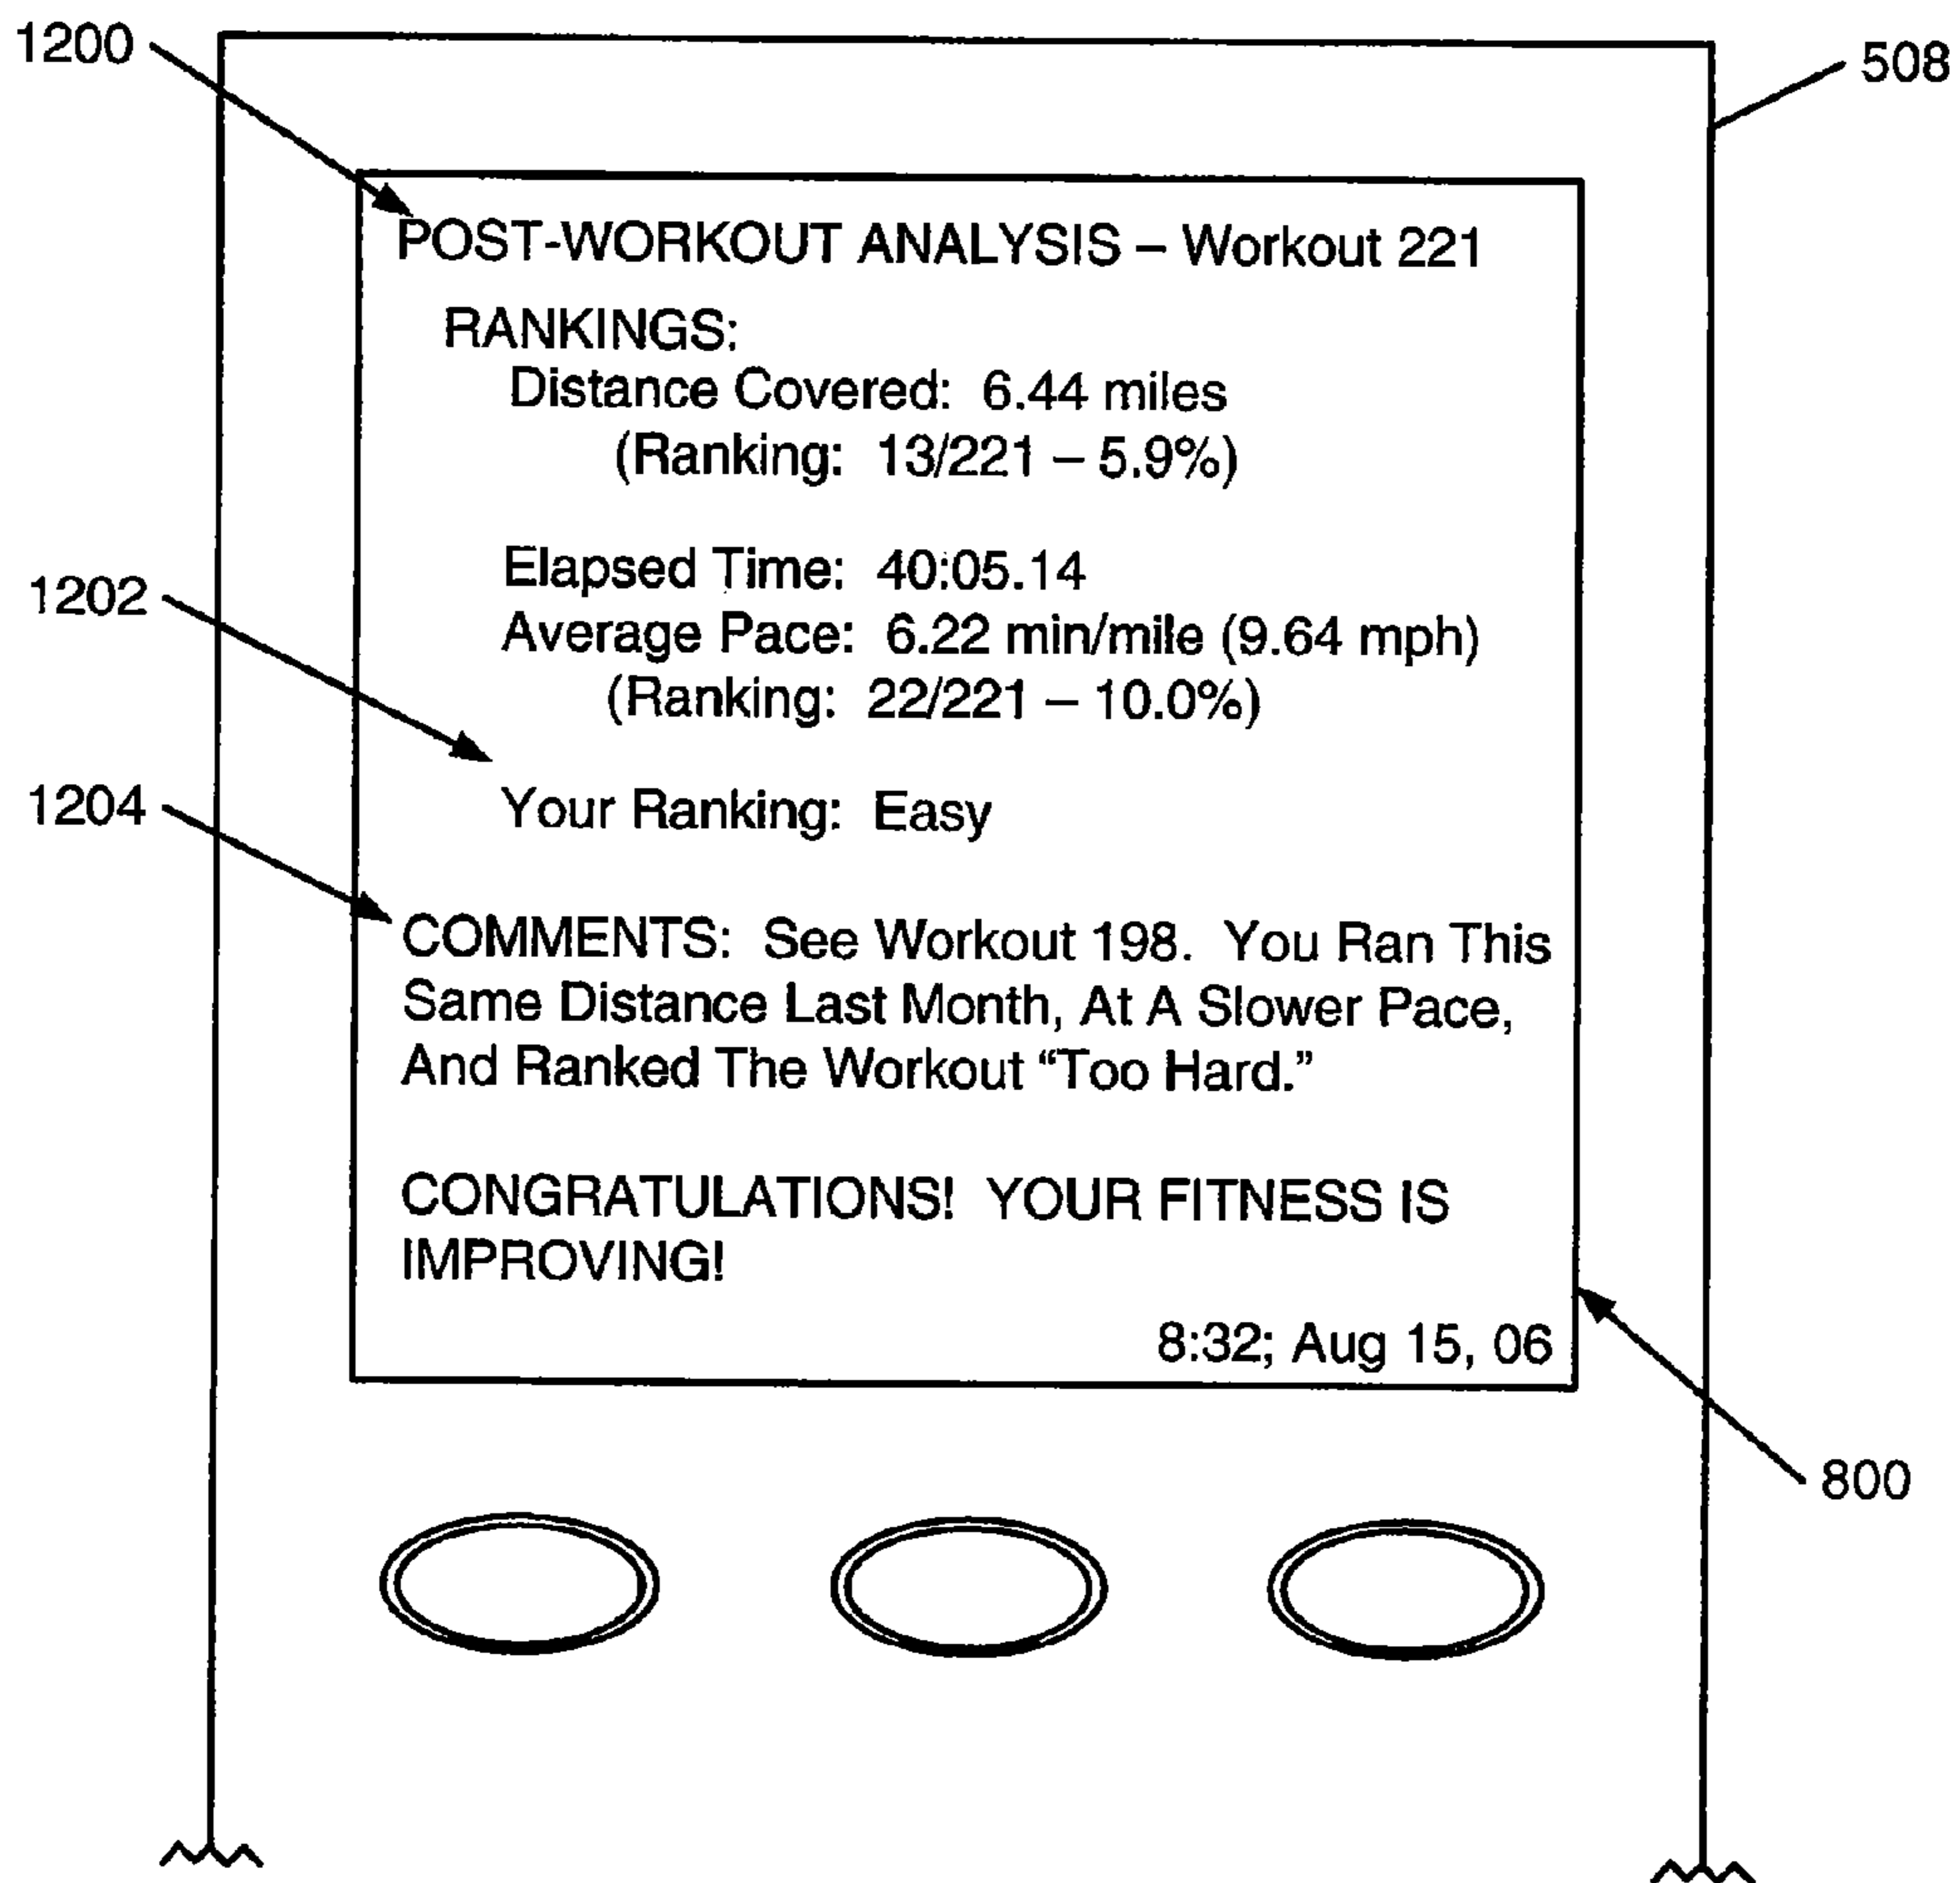 1200
508
POST-WORKOUT ANALYSIS – Workout 221
RANKINGS:
Distance Covered: 6.44 miles
(Ranking: 13/221 – 5.9%)
Elapsed Time: 40:05.14
1202
Average Pace: 6.22 min/mile (9.64 mph)
(Ranking: 22/221 – 10.0%)
Your Ranking: Easy
1204
COMMENTS: See Workout 198. You Ran This
Same Distance Last Month, At A Slower Pace,
And Ranked The Workout “Too Hard.”
CONGRATULATIONS! YOUR FITNESS IS
IMPROVING!
8:32; Aug 15, 06
800